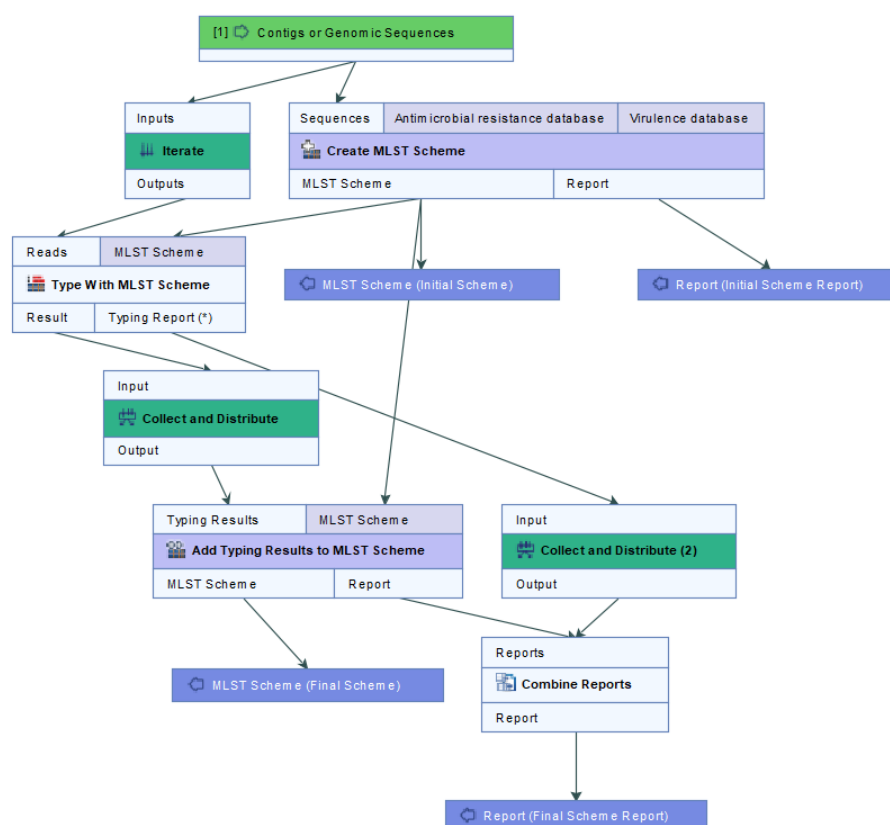 [1] Contigs or Genomic Sequences
Inputs
Iterate
Outputs
Sequences Antimicrobial resistance database Virulence database
Create MLST Scheme
MLST Scheme Report
Reads MLST Scheme
Type With MLST Scheme
Result Typing Report (*)
MLST Scheme (Initial Scheme)
Report (Initial Scheme Report)
Input
Collect and Distribute
Output
Typing Results MLST Scheme
Add Typing Results to MLST Scheme
MLST Scheme Report
Input
Collect and Distribute (2)
Output
MLST Scheme (Final Scheme)
Reports
Combine Reports
Report
Report (Final Scheme Report)